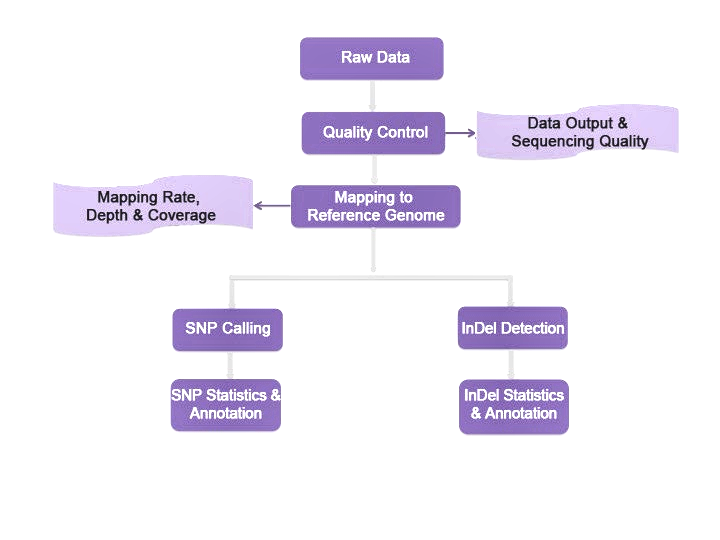 Raw Data
Quality Control
Data Output &
Sequencing Quality
Mapping to
Reference Genome
Mapping Rate,
Depth & Coverage
SNP Calling
InDel Detection
SNP Statistics &
Annotation
InDel Statistics
& Annotation